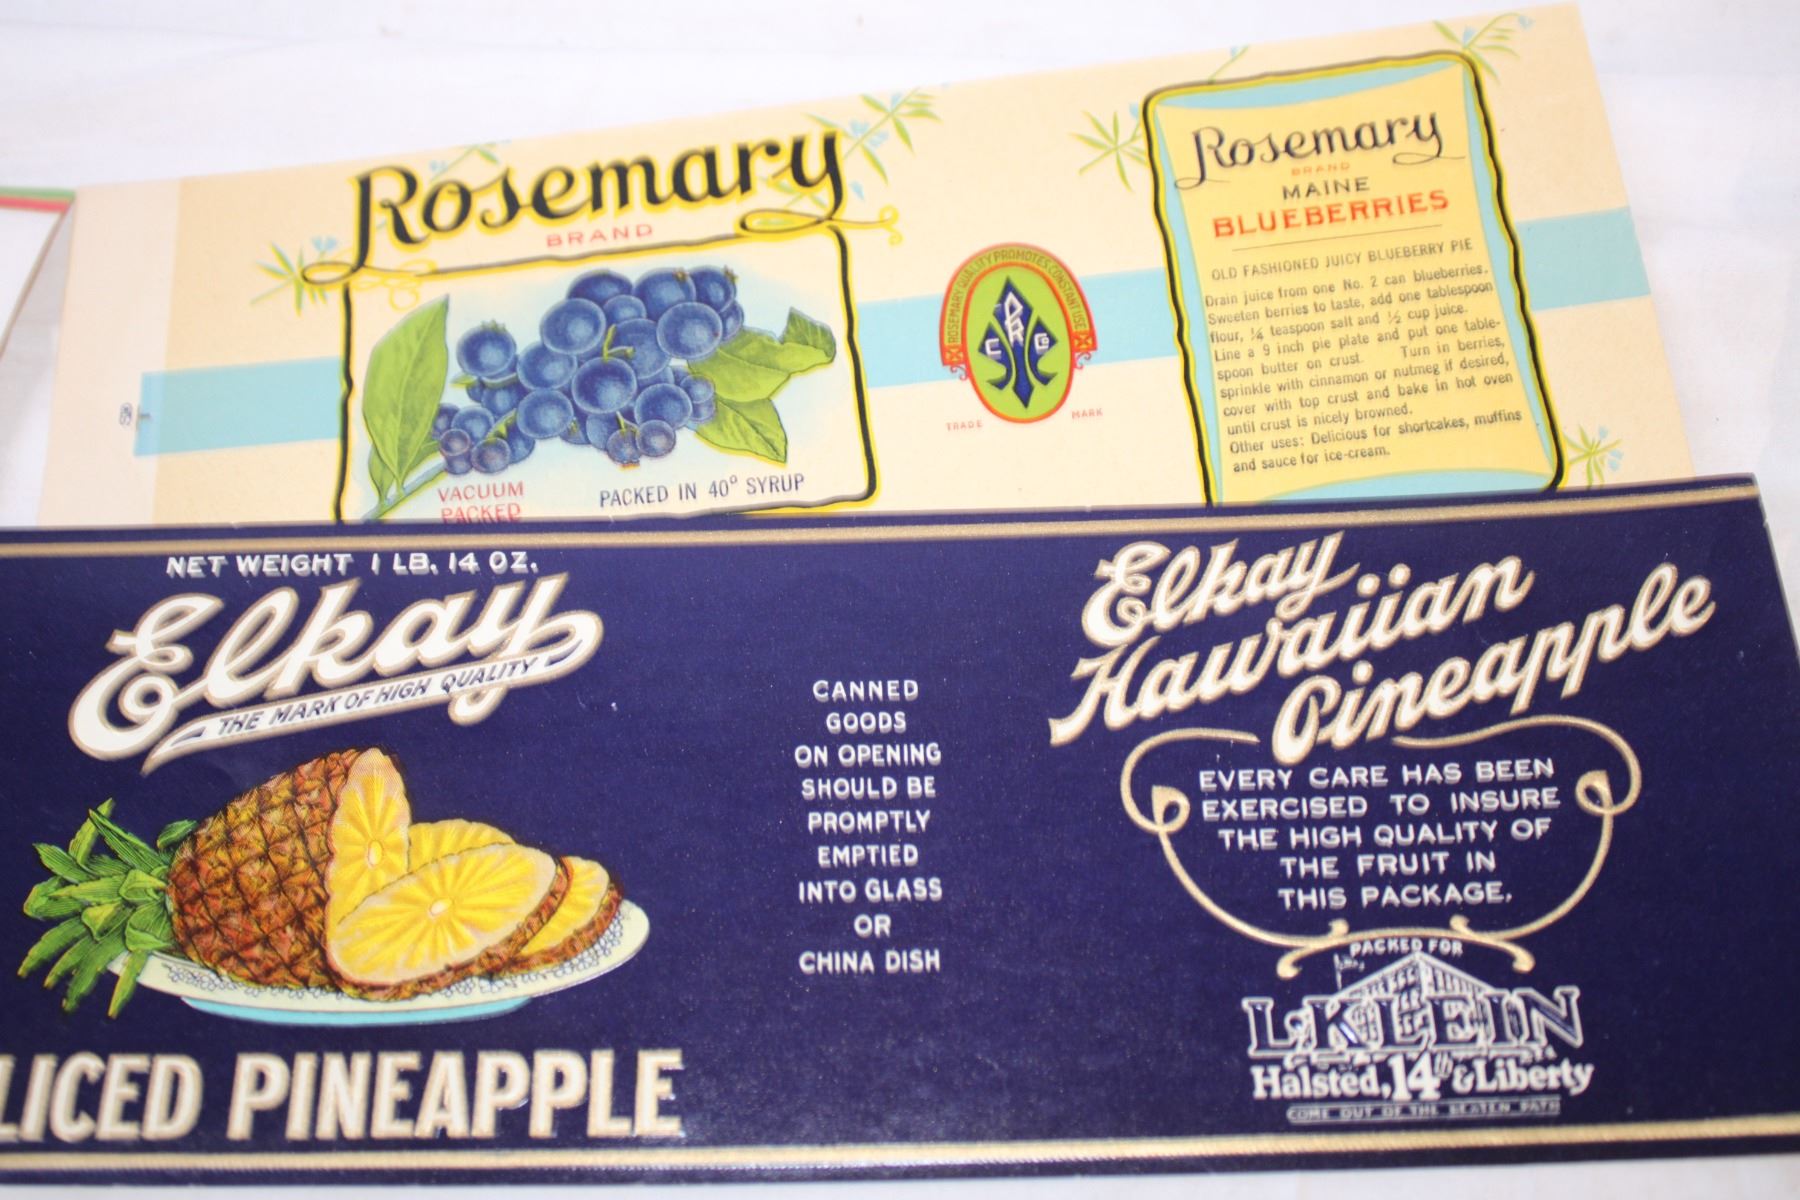 Rosemary
BRAND
VACUUM
PACKED
PACKED IN 40° SYRUP
ROSEMARY QUALITY PROMOTES CONSTANT USE
TRADE MARK
Rosemary
BRAND
MAINE
BLUEBERRIES
OLD FASHIONED JUICY BLUEBERRY PIE
Drain juice from one No. 2 can blueberries.
Sweeten berries to taste, add one tablespoon
flour, ¼ teaspoon salt and ½ cup juice.
Line a 9 inch pie plate and put one table-
spoon butter on crust. Turn in berries,
sprinkle with cinnamon or nutmeg if desired,
cover with top crust and bake in hot oven
until crust is nicely browned.
Other uses: Delicious for shortcakes, muffins
and sauce for ice-cream.
NET WEIGHT 1 LB. 14 OZ.
Elkay
THE MARK OF HIGH QUALITY
LICED PINEAPPLE
CANNED
GOODS
ON OPENING
SHOULD BE
PROMPTLY
EMPTIED
INTO GLASS
OR
CHINA DISH
Elkay
Hawaiian
Pineapple
EVERY CARE HAS BEEN
EXERCISED TO INSURE
THE HIGH QUALITY OF
THE FRUIT IN
THIS PACKAGE.
PACKED FOR
L. KLEIN
Halsted, 14th & Liberty
COME OUT OF THE BEATEN PATH